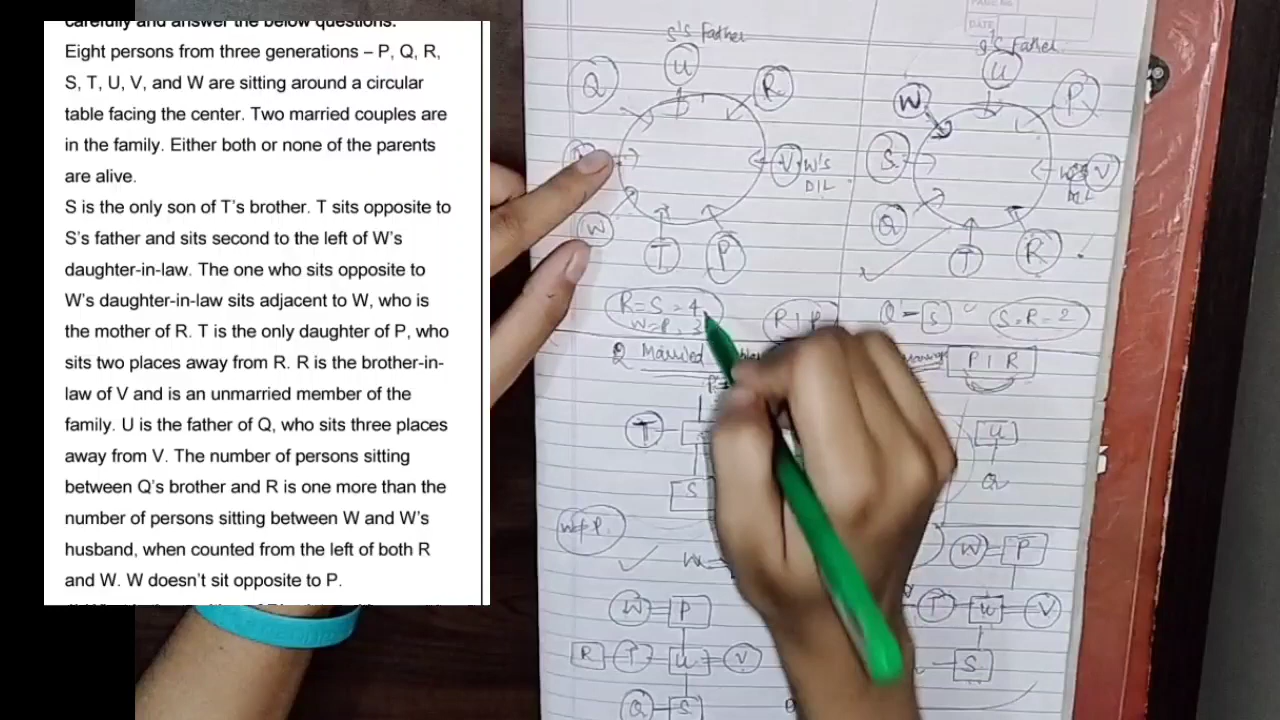 carefully and answer the below questions.
Eight persons from three generations – P, Q, R,
S, T, U, V, and W are sitting around a circular
table facing the center. Two married couples are
in the family. Either both or none of the parents
are alive.
S is the only son of T's brother. T sits opposite to
S's father and sits second to the left of W's
daughter-in-law. The one who sits opposite to
W's daughter-in-law sits adjacent to W, who is
the mother of R. T is the only daughter of P, who
sits two places away from R. R is the brother-in-
law of V and is an unmarried member of the
family. U is the father of Q, who sits three places
away from V. The number of persons sitting
between Q's brother and R is one more than the
number of persons sitting between W and W's
husband, when counted from the left of both R
and W. W doesn't sit opposite to P.
S's Father
U
Q
R
V W's
DIL
W
T
P
S's Father
U
W
P
S
V
Q
T
R
R=S=4
W=P, 3
R | P
Q - S
S=R=2
2 Married
P | R
T
S
U
Q
W≠P.
W
W = P
W = P
R - T - U = V
T - U = V
Q - S
S